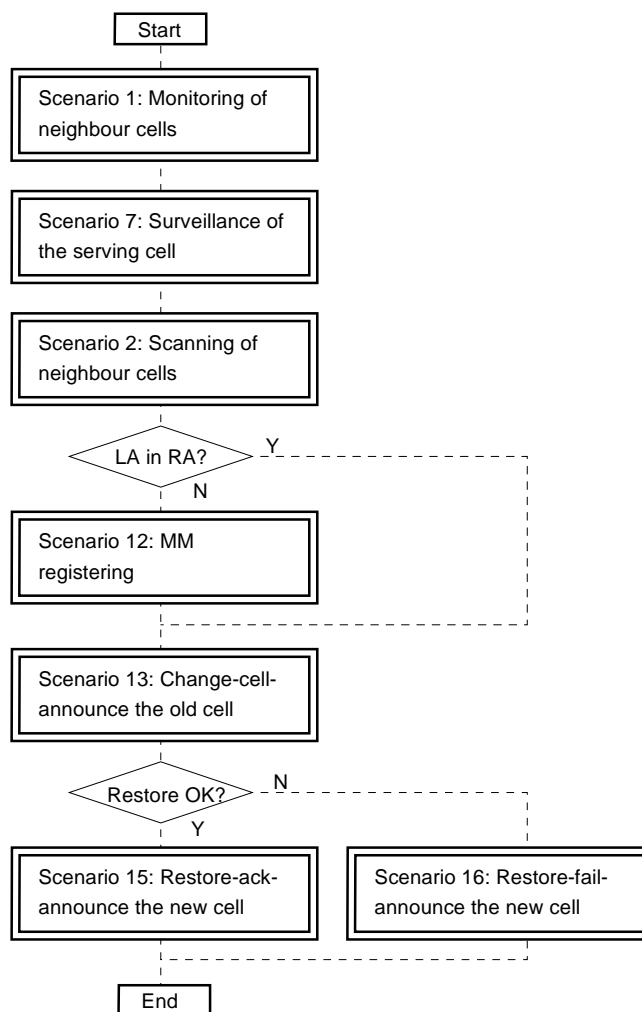 Start
Scenario 1: Monitoring of
neighbour cells
Scenario 7: Surveillance of
the serving cell
Scenario 2: Scanning of
neighbour cells
LA in RA?
Y
N
Scenario 12: MM
registering
Scenario 13: Change-cell-
announce the old cell
Restore OK?
N
Y
Scenario 15: Restore-ack-
announce the new cell
Scenario 16: Restore-fail-
announce the new cell
End